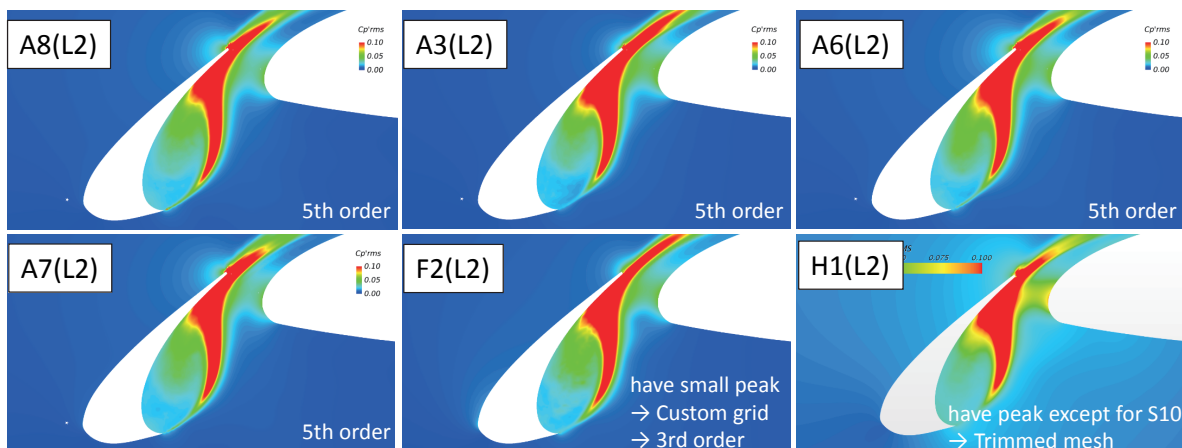 A8(L2)
Cp'rms
0.10
0.05
0.00
5th order
A3(L2)
Cp'rms
0.10
0.05
0.00
5th order
A6(L2)
Cp'rms
0.10
0.05
0.00
5th order
A7(L2)
Cp'rms
0.10
0.05
0.00
5th order
F2(L2)
have small peak
→ Custom grid
→ 3rd order
H1(L2)
MS
0 0.075 0.100
have peak except for S10
→ Trimmed mesh